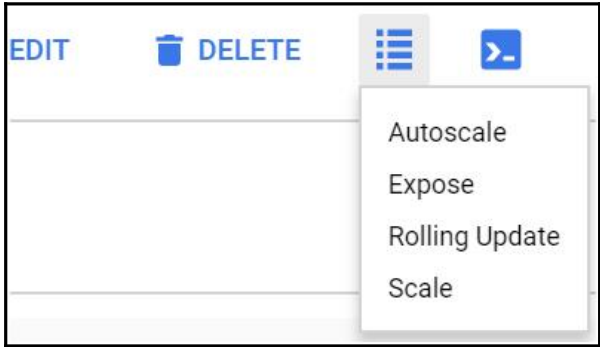 EDIT DELETE
Autoscale
Expose
Rolling Update
Scale